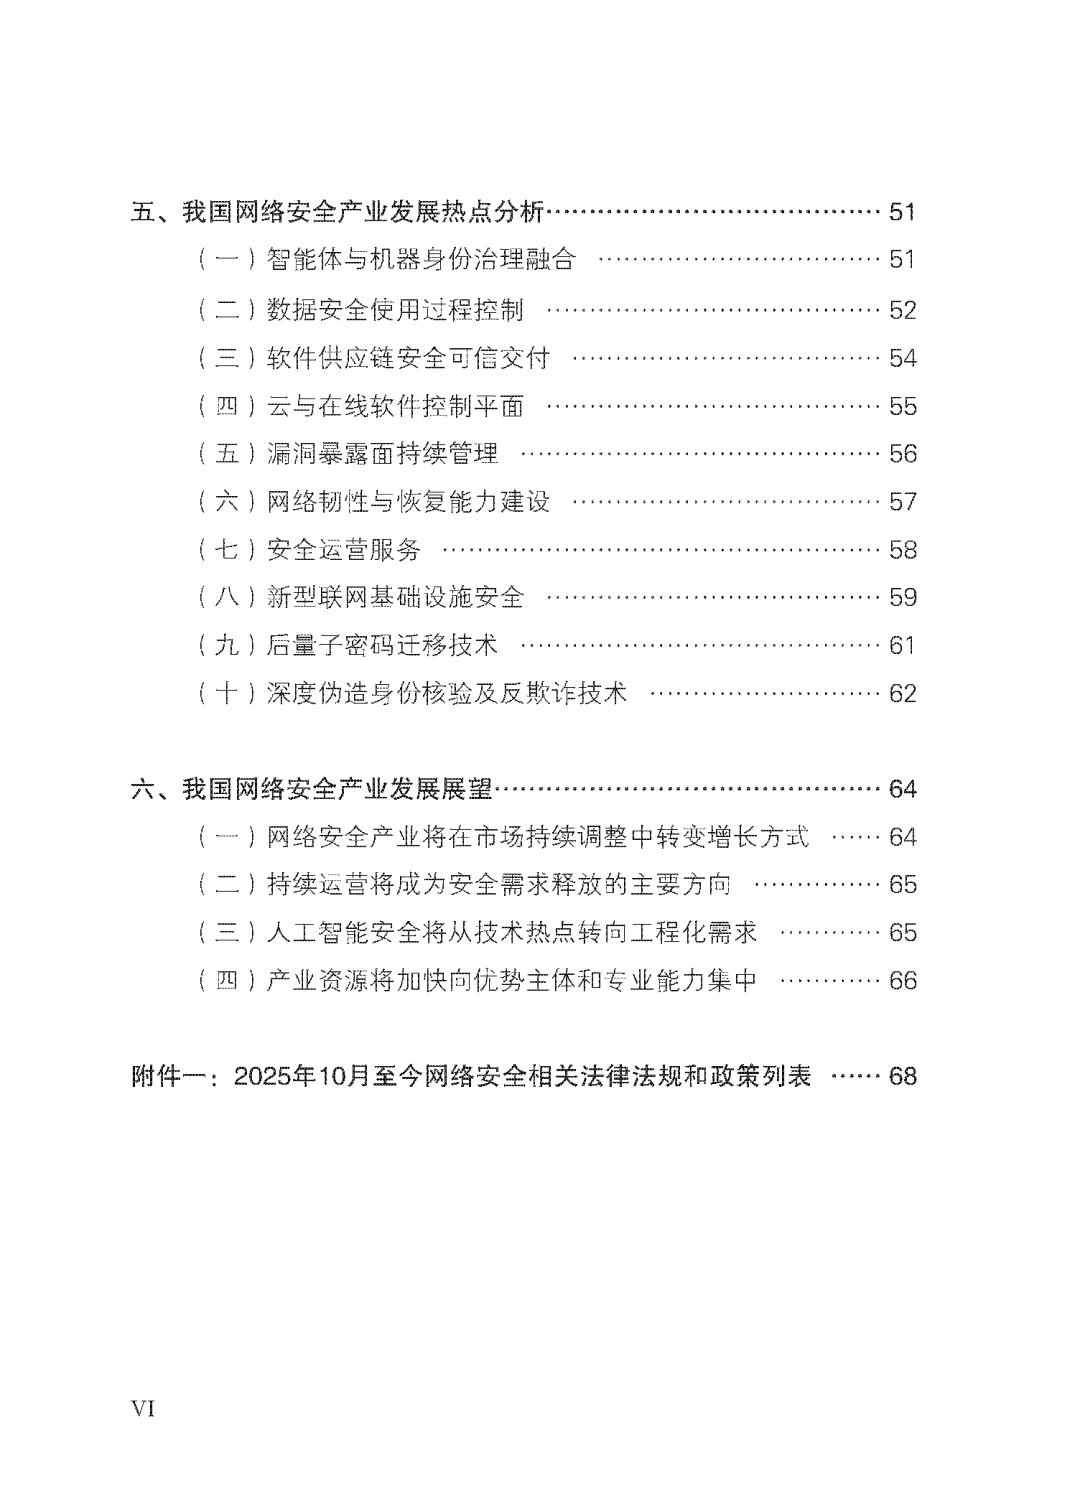 五、我国网络安全产业发展热点分析…………………………………51
（一）智能体与机器身份治理融合 ……………………………51
（二）数据安全使用过程控制 …………………………………52
（三）软件供应链安全可信交付 ………………………………54
（四）云与在线软件控制平面 …………………………………55
（五）漏洞暴露面持续管理 ……………………………………56
（六）网络韧性与恢复能力建设 ………………………………57
（七）安全运营服务 ……………………………………………58
（八）新型联网基础设施安全 …………………………………59
（九）后量子密码迁移技术 ……………………………………61
（十）深度伪造身份核验及反欺诈技术 ………………………62
六、我国网络安全产业发展展望………………………………………64
（一）网络安全产业将在市场持续调整中转变增长方式 ……64
（二）持续运营将成为安全需求释放的主要方向 ……………65
（三）人工智能安全将从技术热点转向工程化需求 …………65
（四）产业资源将加快向优势主体和专业能力集中 …………66
附件一：2025年10月至今网络安全相关法律法规和政策列表 ……68
VI